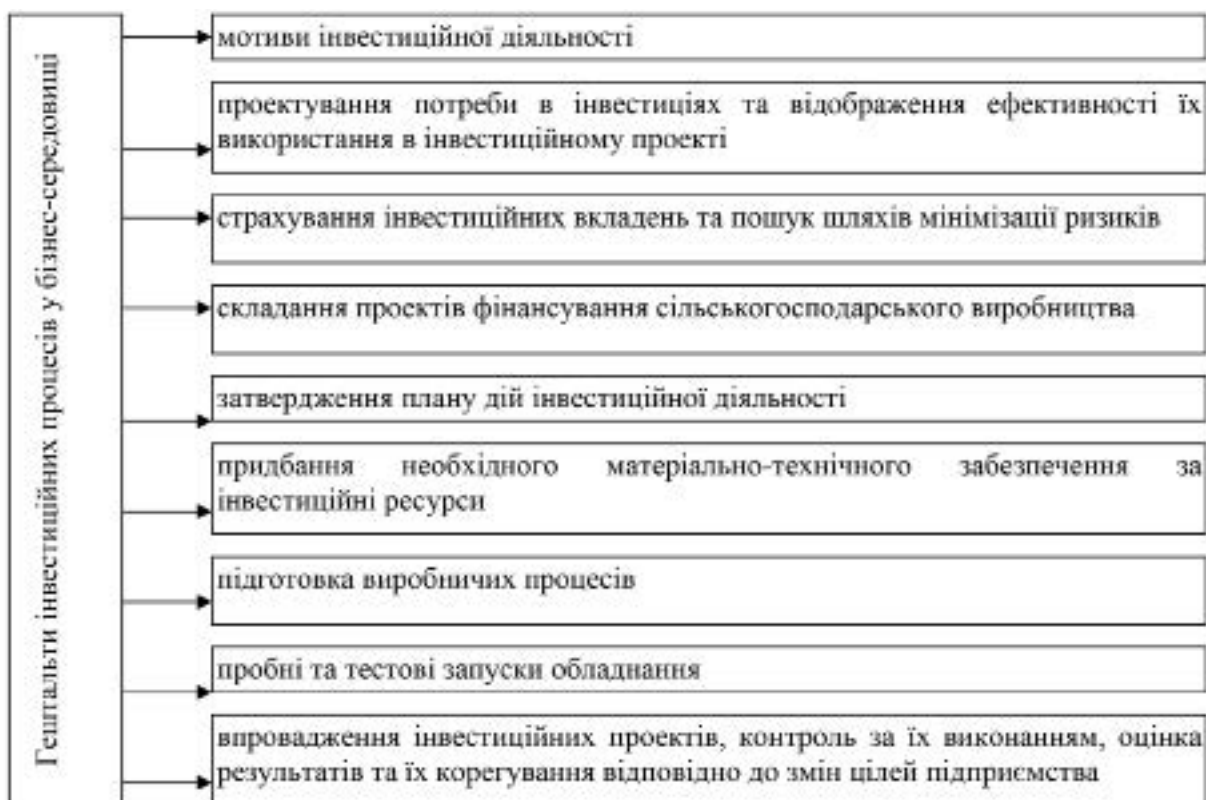 Гештальти інвестиційних процесів у бізнес-середовищі
мотиви інвестиційної діяльності
проектування потреби в інвестиціях та відображення ефективності їх
використання в інвестиційному проекті
страхування інвестиційних вкладень та пошук шляхів мінімізації ризиків
складання проектів фінансування сільськогосподарського виробництва
затвердження плану дій інвестиційної діяльності
придбання необхідного матеріально-технічного забезпечення за
інвестиційні ресурси
підготовка виробничих процесів
пробні та тестові запуски обладнання
впровадження інвестиційних проектів, контроль за їх виконанням, оцінка
результатів та їх корегування відповідно до змін цілей підприємства